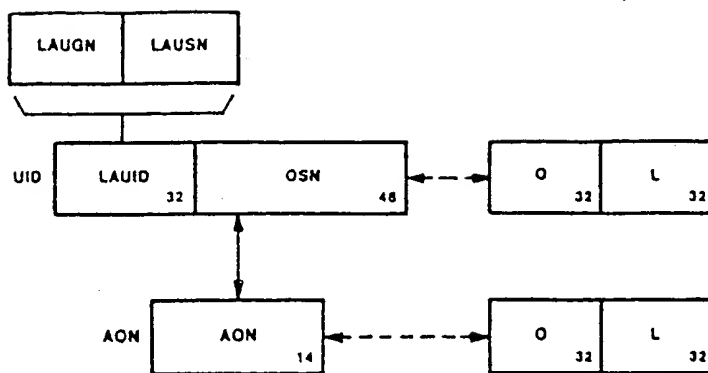 LAUGN LAUSN
UID LAUID 32 OSN 48 O 32 L 32
AON AON 14 O 32 L 32